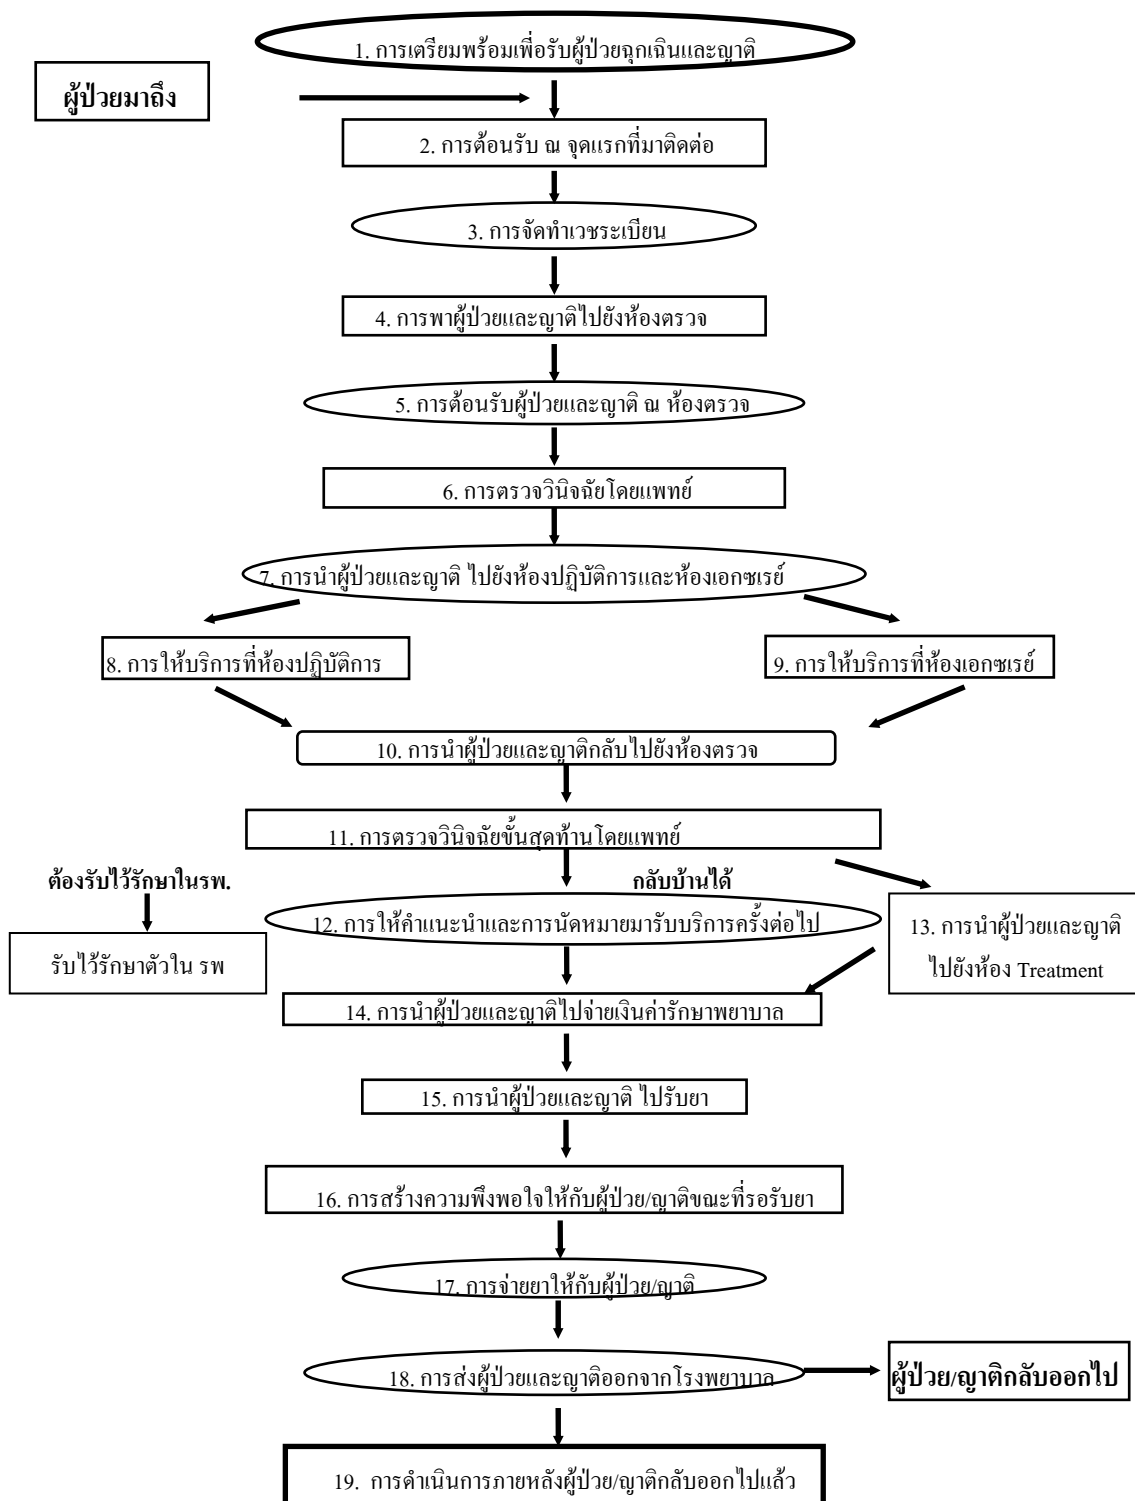 1. การเตรียมพร้อมเพื่อรับผู้ป่วยฉุกเฉินและญาติ
ผู้ป่วยมาถึง
2. การต้อนรับ ณ จุดแรกที่มาติดต่อ
3. การจัดทำเวชระเบียน
4. การพาผู้ป่วยและญาติไปยังห้องตรวจ
5. การต้อนรับผู้ป่วยและญาติ ณ ห้องตรวจ
6. การตรวจวินิจฉัยโดยแพทย์
7. การนำผู้ป่วยและญาติ ไปยังห้องปฏิบัติการและห้องเอกซเรย์
8. การให้บริการที่ห้องปฏิบัติการ
9. การให้บริการที่ห้องเอกซเรย์
10. การนำผู้ป่วยและญาติกลับไปยังห้องตรวจ
11. การตรวจวินิจฉัยขั้นสุดท้านโดยแพทย์
ต้องรับไว้รักษาในรพ.
กลับบ้านได้
12. การให้คำแนะนำและการนัดหมายมารับบริการครั้งต่อไป
13. การนำผู้ป่วยและญาติ
ไปยังห้อง Treatment
รับไว้รักษาตัวใน รพ
14. การนำผู้ป่วยและญาติไปจ่ายเงินค่ารักษาพยาบาล
15. การนำผู้ป่วยและญาติ ไปรับยา
16. การสร้างความพึงพอใจให้กับผู้ป่วย/ญาติขณะที่รอรับยา
17. การจ่ายยาให้กับผู้ป่วย/ญาติ
18. การส่งผู้ป่วยและญาติออกจากโรงพยาบาล
ผู้ป่วย/ญาติกลับออกไป
19. การดำเนินการภายหลังผู้ป่วย/ญาติกลับออกไปแล้ว